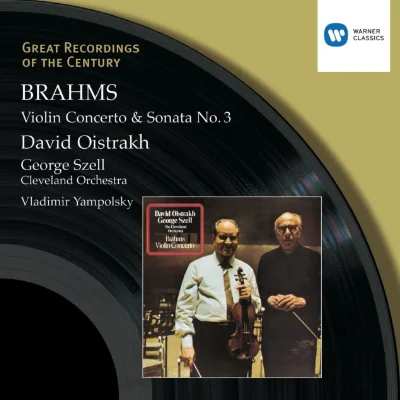 GREAT RECORDINGS
OF THE CENTURY
WARNER
CLASSICS
BRAHMS
Violin Concerto & Sonata No. 3
David Oistrakh
George Szell
Cleveland Orchestra
Vladimir Yampolsky
David Oistrakh
George Szell
The Cleveland
Orchestra
Brahms
Violin Concerto